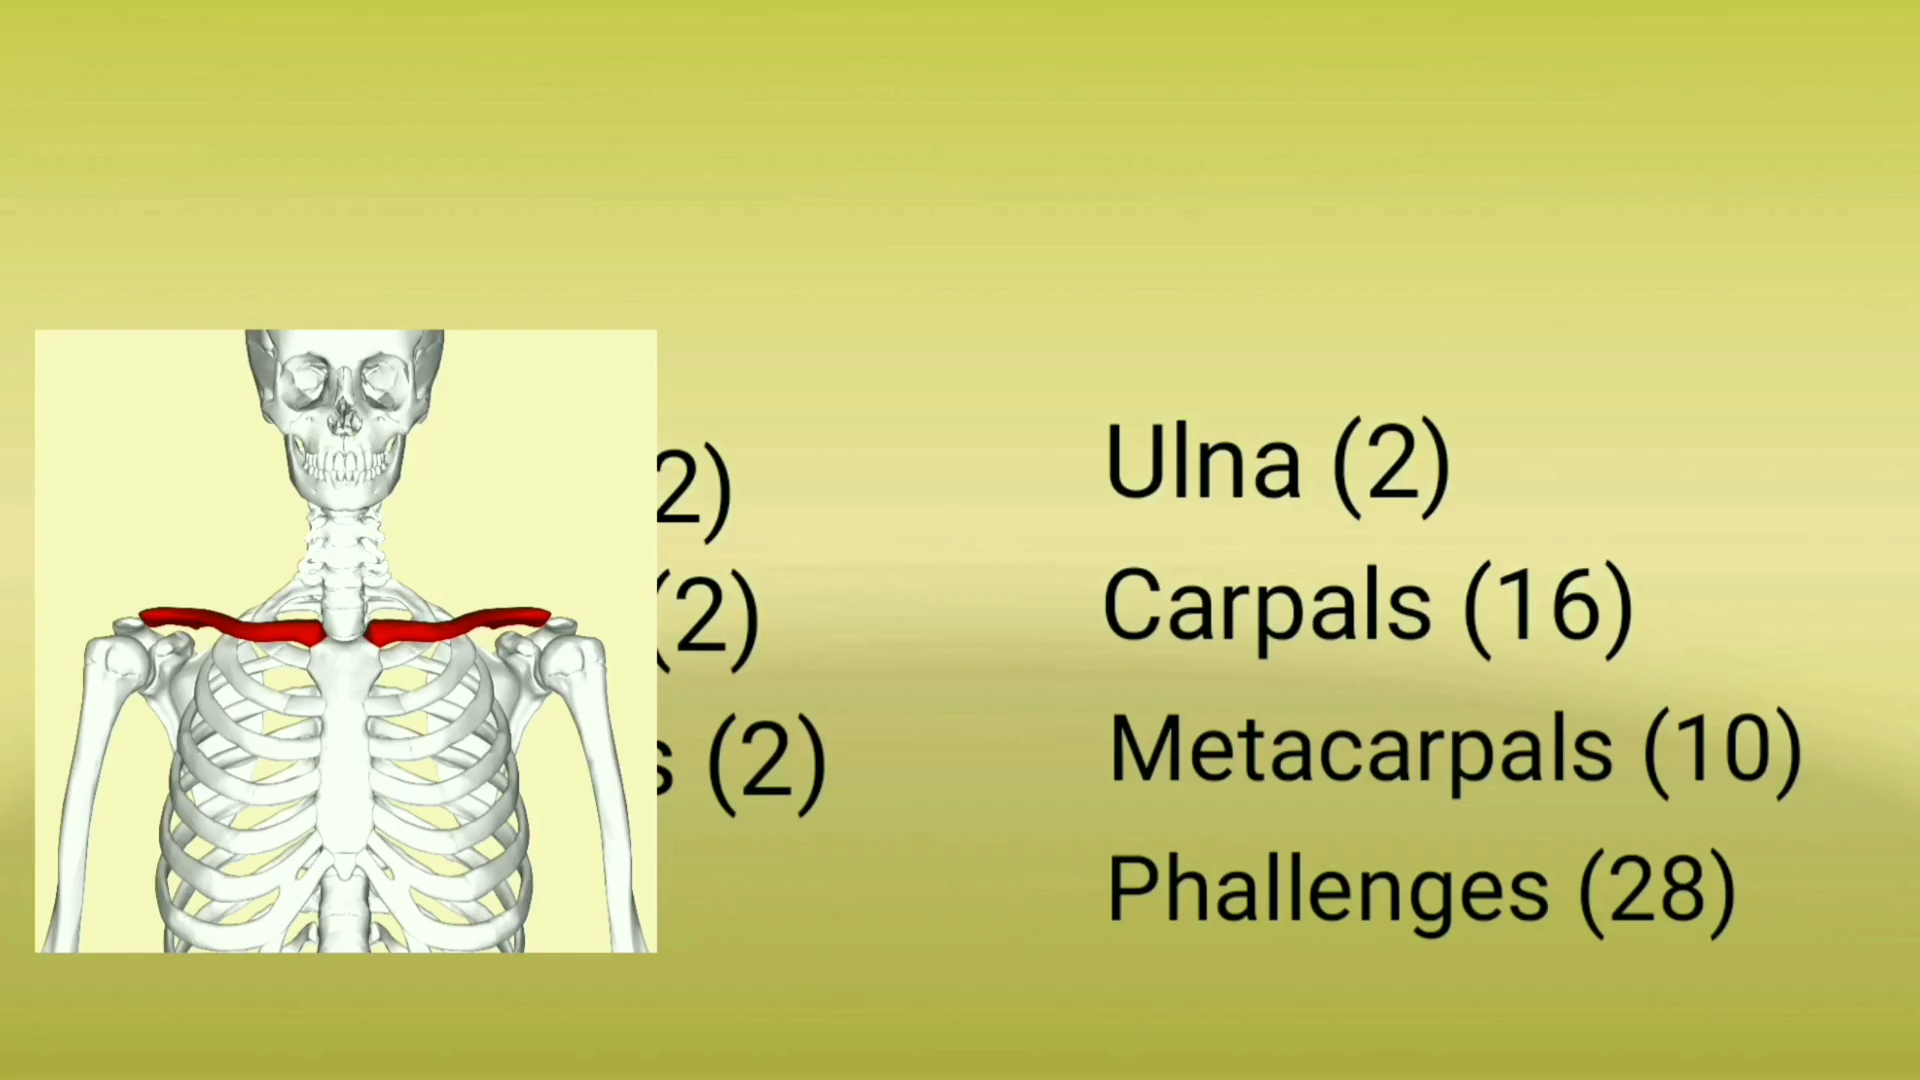 2)
(2)
s (2)
Ulna (2)
Carpals (16)
Metacarpals (10)
Phallenges (28)